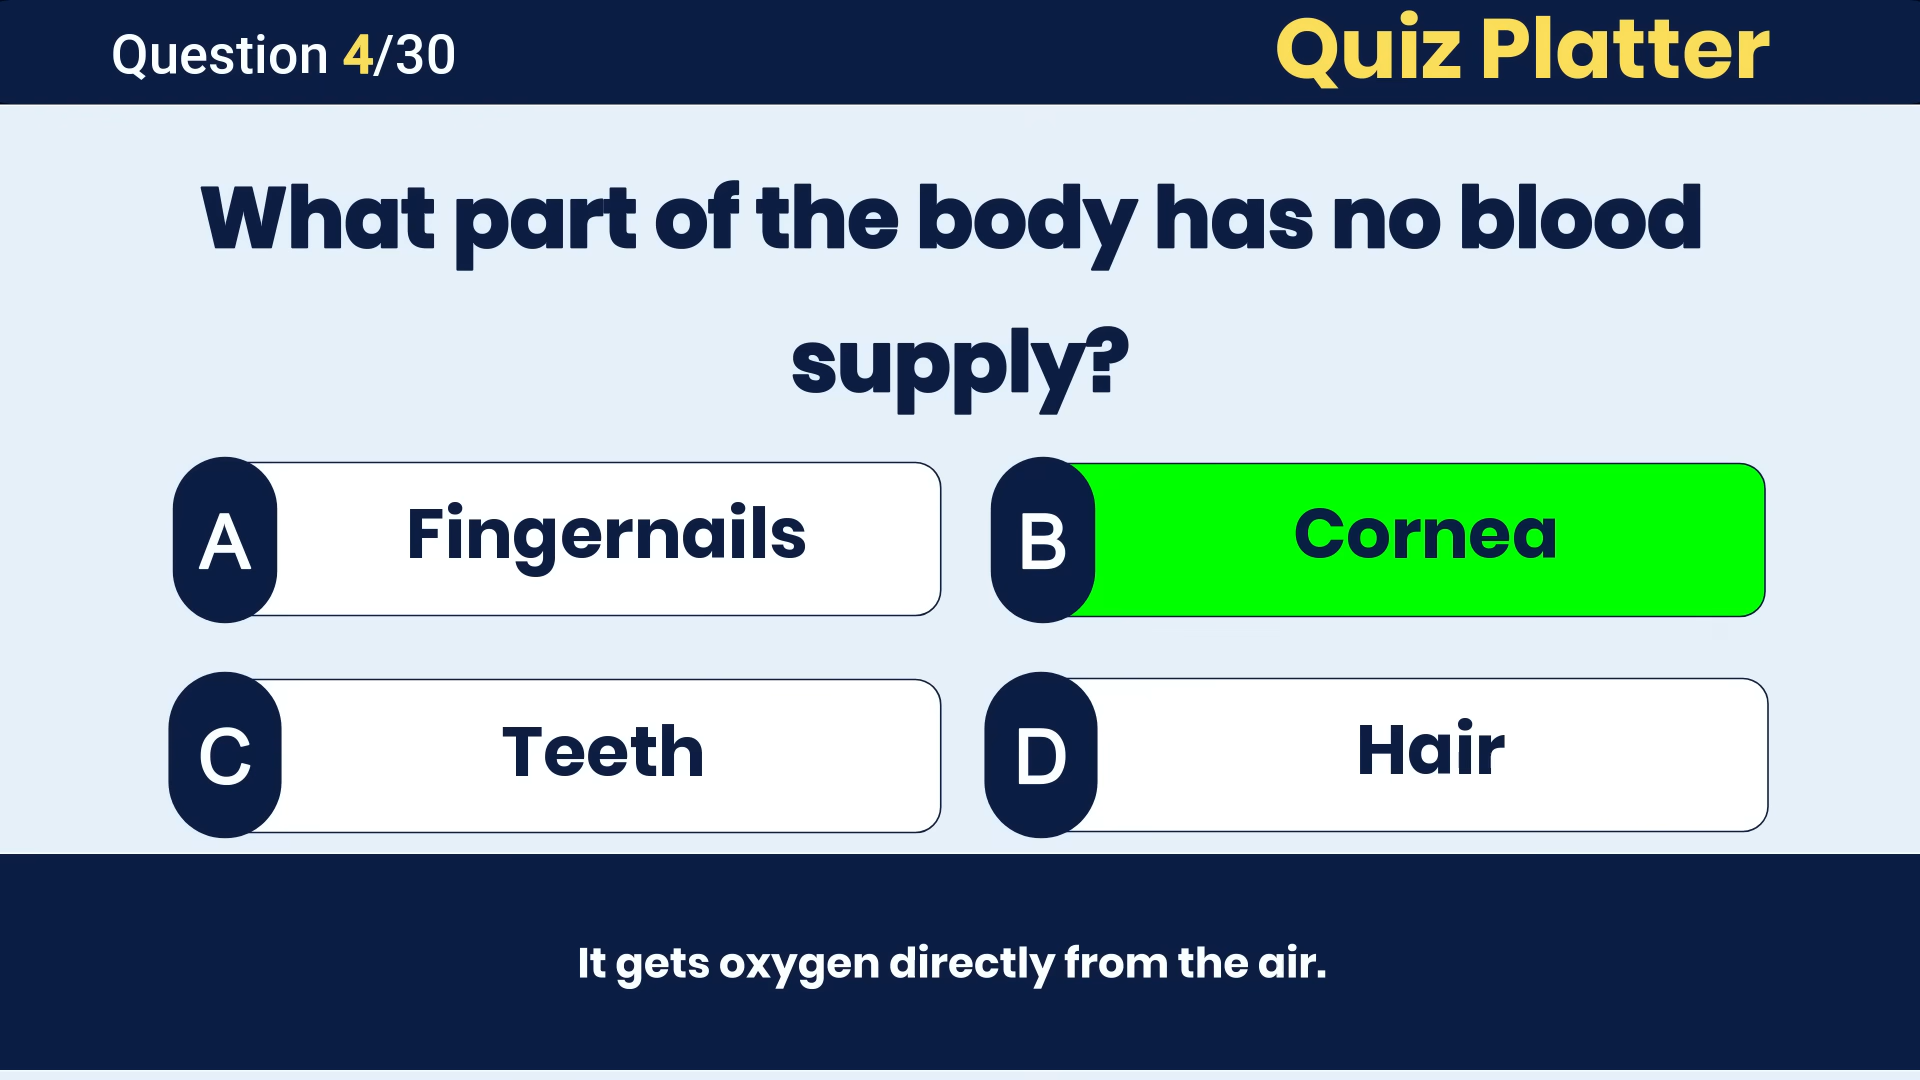 Question 4/30
Quiz Platter
What part of the body has no blood
supply?
A Fingernails
B Cornea
C Teeth
D Hair
It gets oxygen directly from the air.